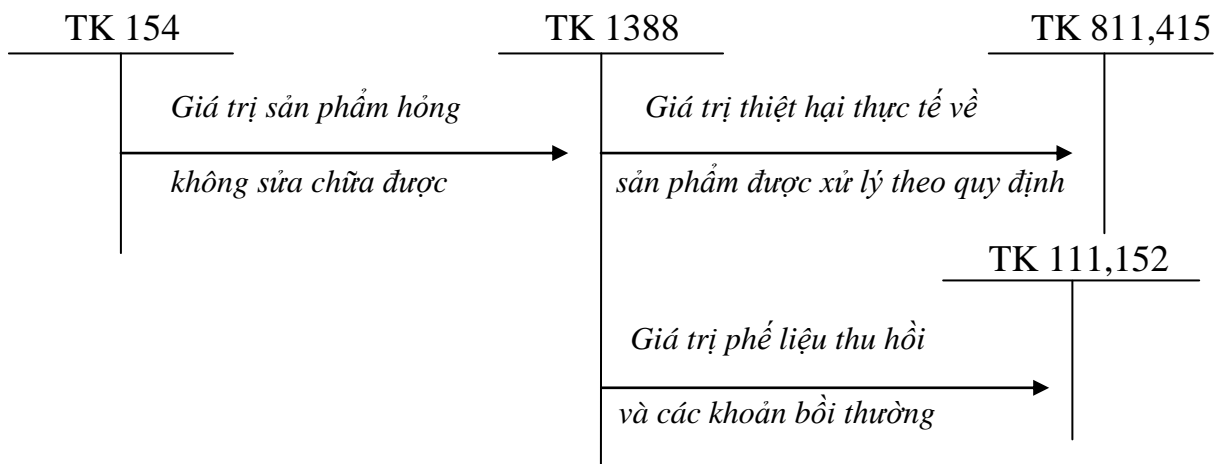 TK 154
TK 1388
TK 811,415
Giá trị sản phẩm hỏng
Giá trị thiệt hại thực tế về
không sửa chữa được
sản phẩm được xử lý theo quy định
TK 111,152
Giá trị phế liệu thu hồi
và các khoản bồi thường